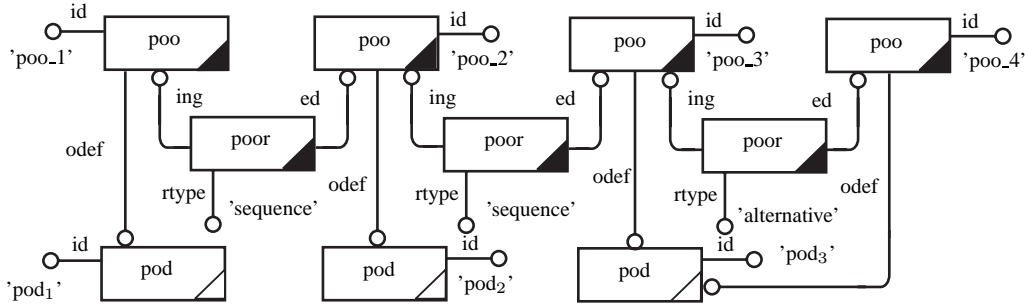 id
id
id
id
poo
poo
poo
poo
'poo_1'
'poo_2'
'poo_3'
'poo_4'
ing
ed
ing
ed
ing
ed
poor
poor
poor
odef
odef
odef
odef
rtype
'sequence'
rtype
'sequence'
rtype
'alternative'
id
id
id
pod
pod
pod
'pod₁'
'pod₂'
'pod₃'